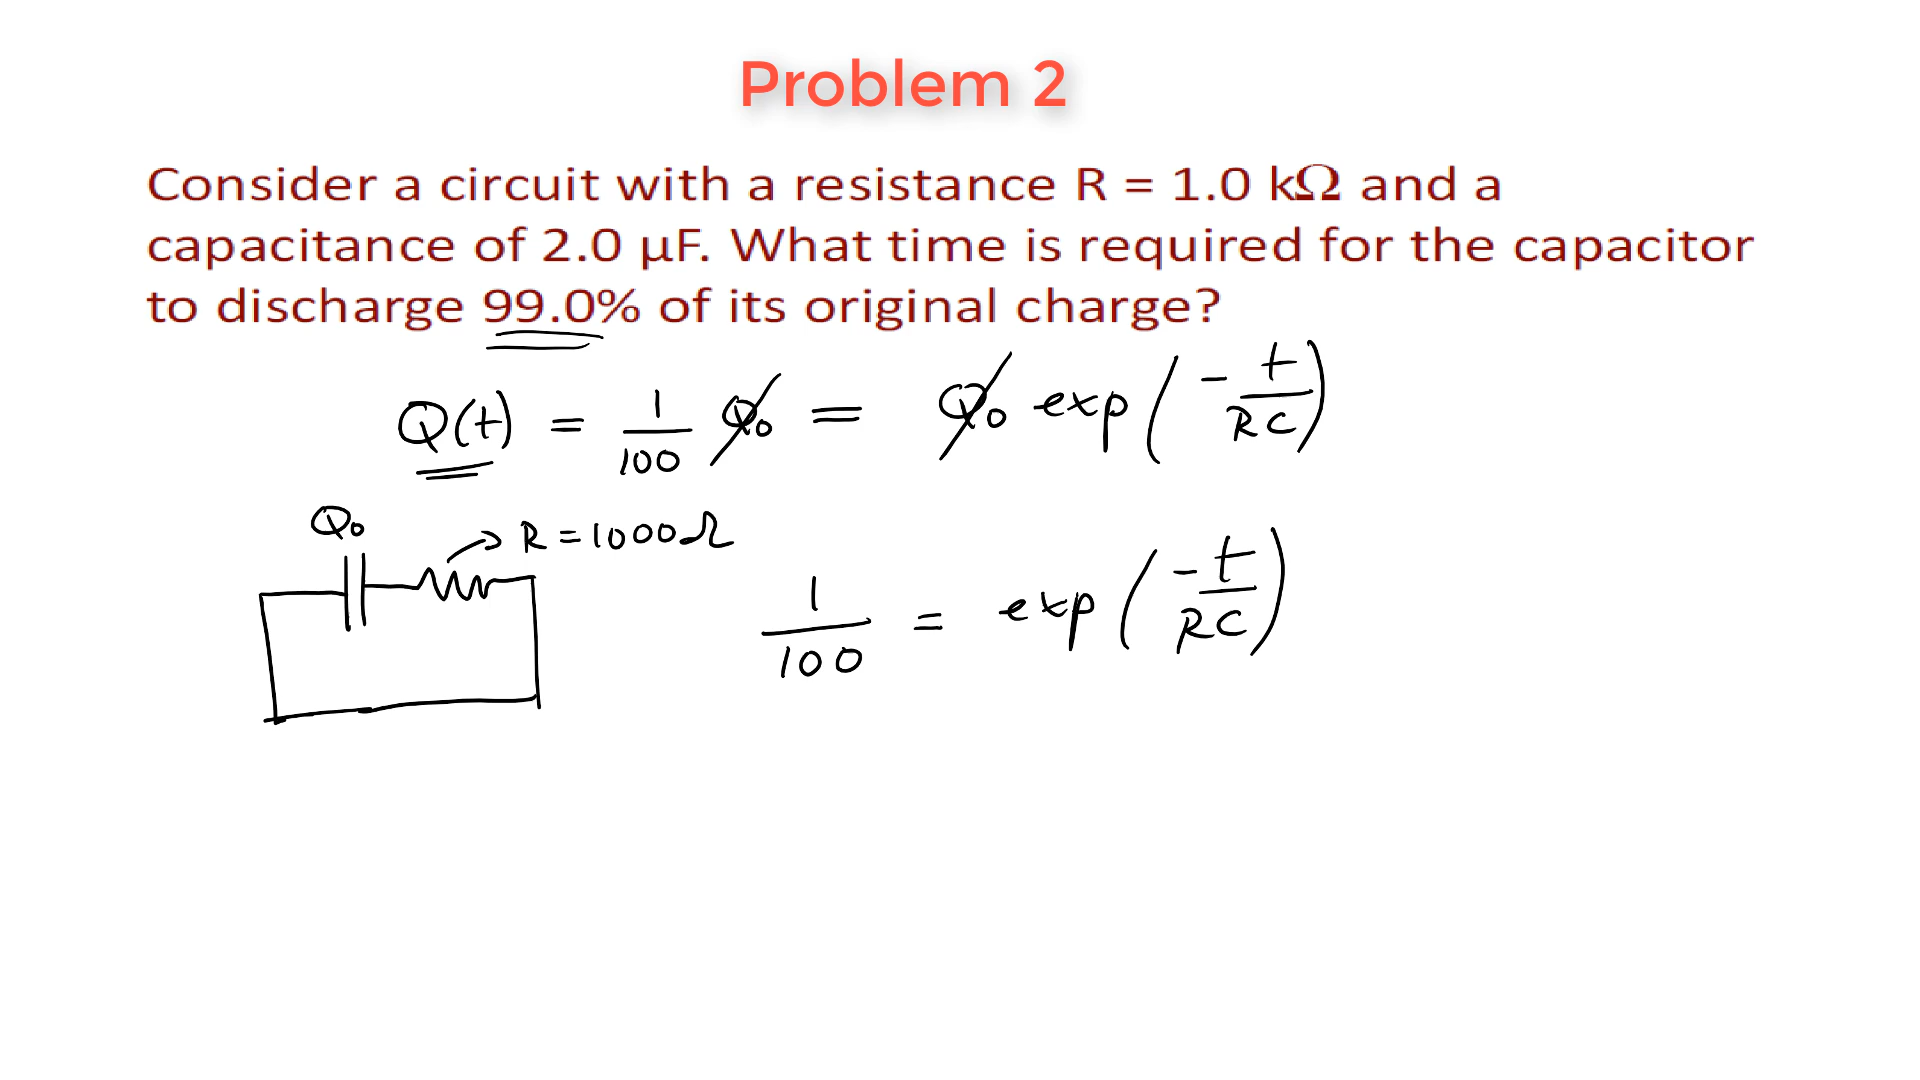 Problem 2
Consider a circuit with a resistance R = 1.0 kΩ and a
capacitance of 2.0 µF. What time is required for the capacitor
to discharge 99.0% of its original charge?
Q(t) = 1/100 Q₀ = Q₀ exp(-t/RC)
Q₀
R = 1000Ω
1/100 = exp(-t/RC)